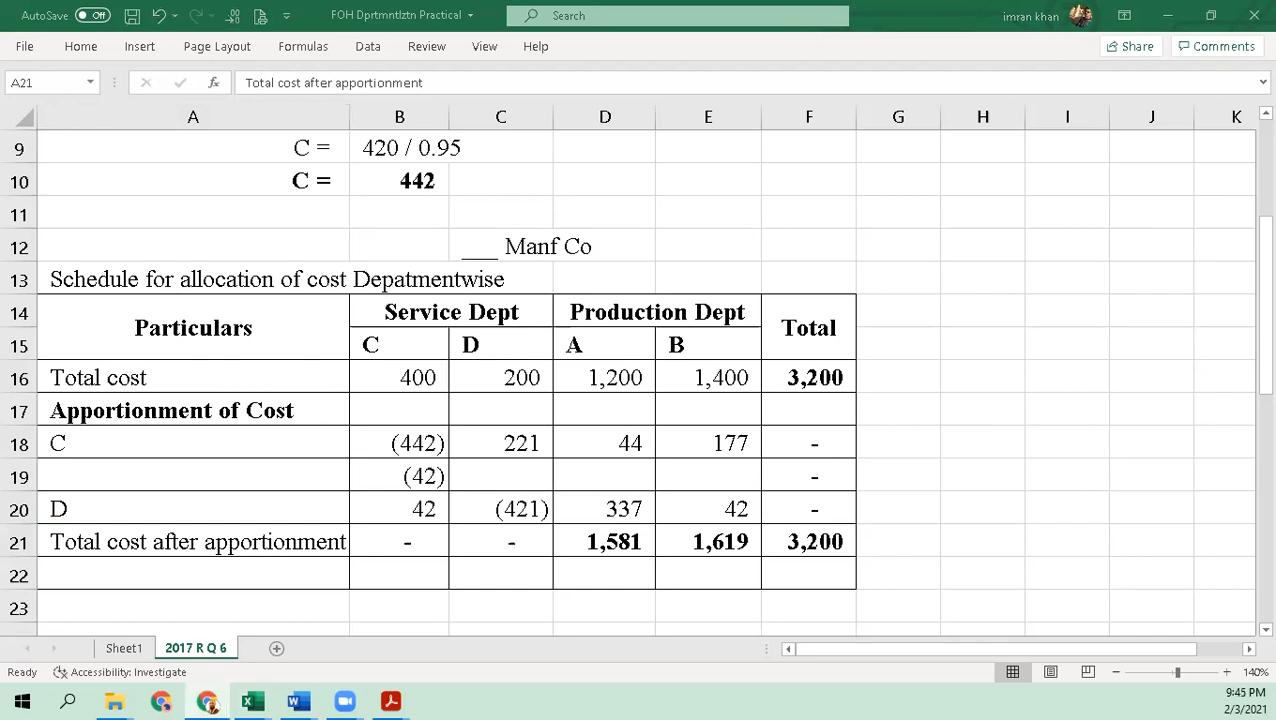 AutoSave Off FOH Dprtmntlztn Practical Search imran khan
File Home Insert Page Layout Formulas Data Review View Help Share Comments
A21 fx Total cost after apportionment
A B C D E F G H I J K
9 C = 420 / 0.95
10 C = 442
11
12 ___ Manf Co
13 Schedule for allocation of cost Depatmentwise
14 Particulars Service Dept Production Dept Total
15 C D A B
16 Total cost 400 200 1,200 1,400 3,200
17 Apportionment of Cost
18 C (442) 221 44 177 -
19 (42) -
20 D 42 (421) 337 42 -
21 Total cost after apportionment - - 1,581 1,619 3,200
22
23
Sheet1 2017 R Q 6
Ready Accessibility: Investigate 140%
9:45 PM
2/3/2021